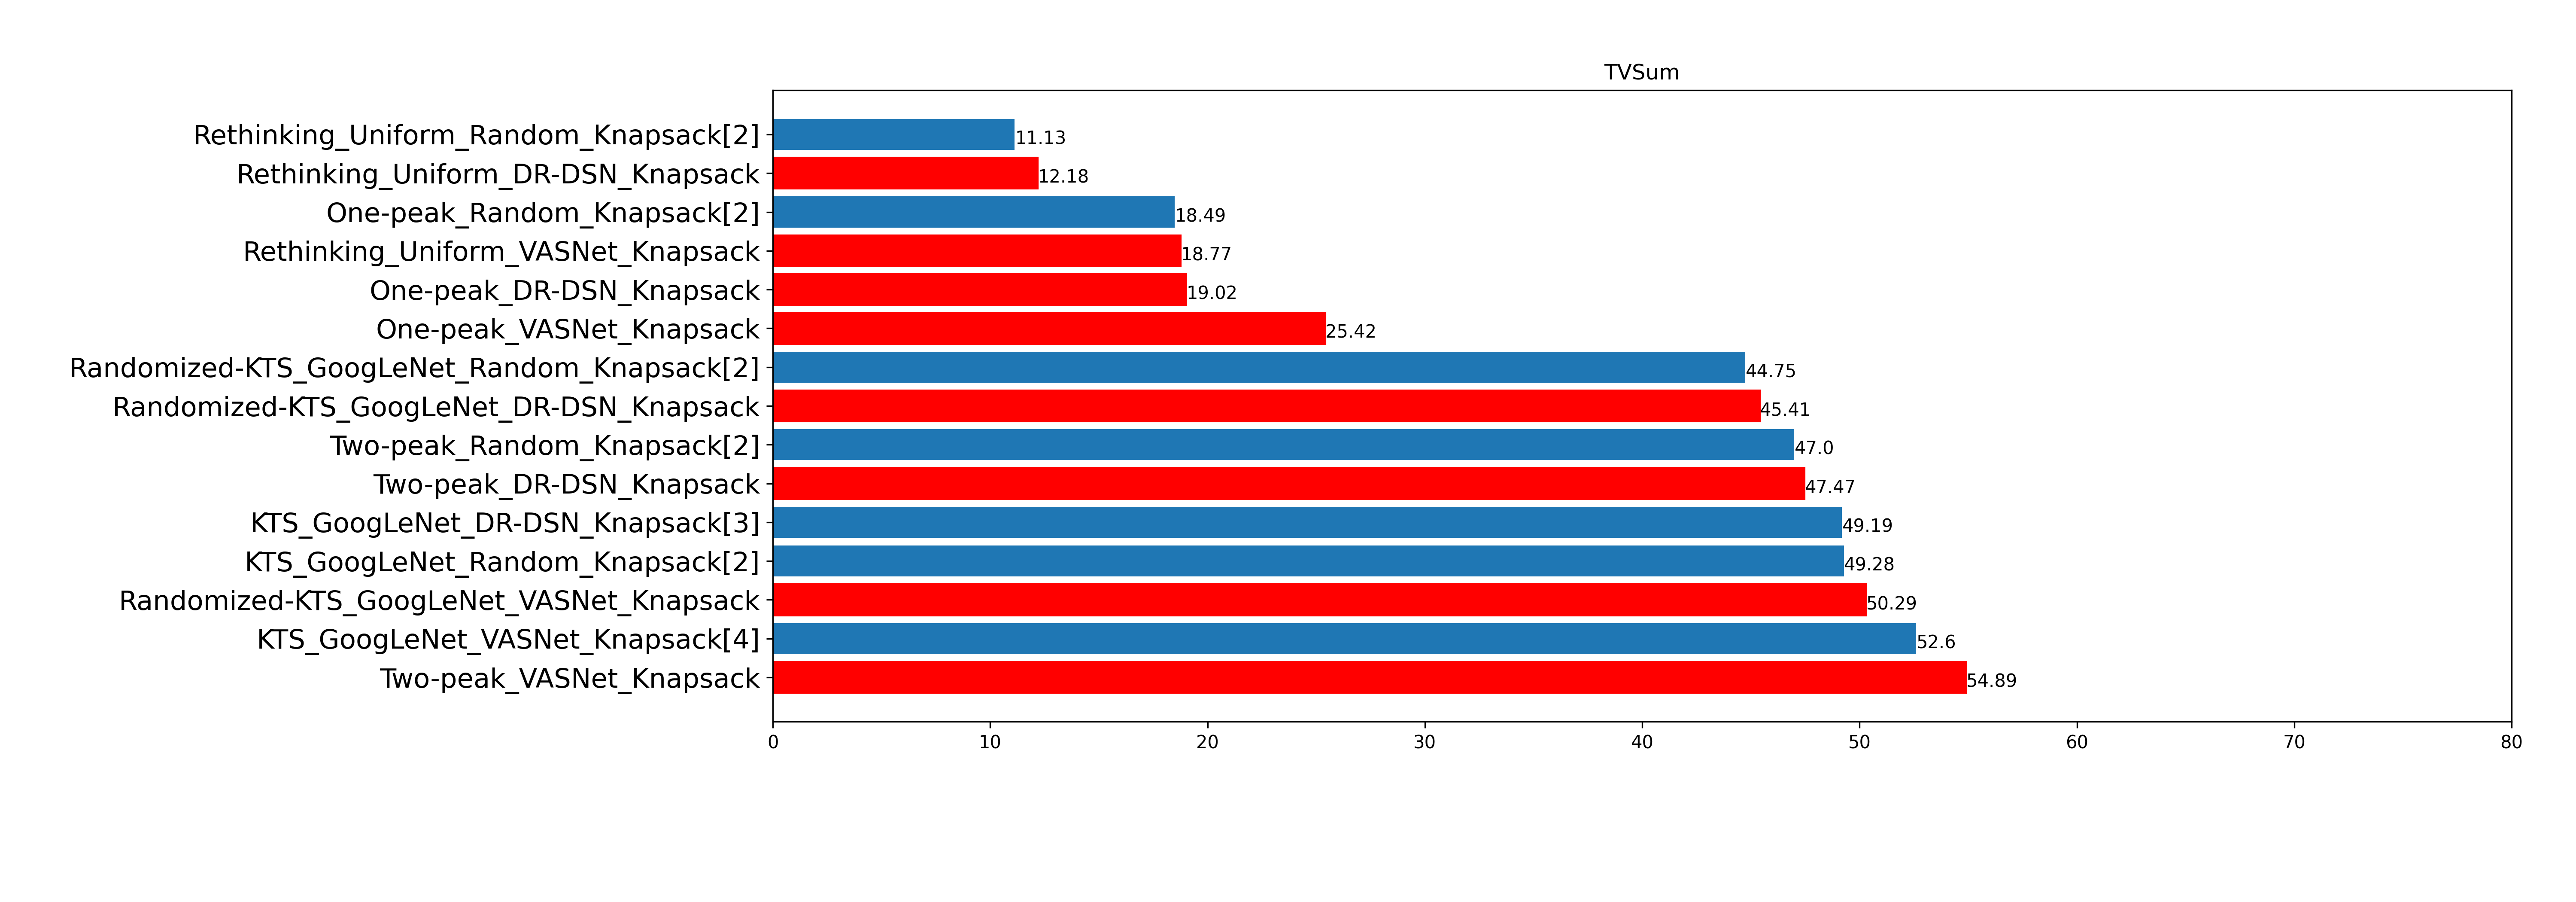 TVSum
Rethinking_Uniform_Random_Knapsack[2] 11.13
Rethinking_Uniform_DR-DSN_Knapsack 12.18
One-peak_Random_Knapsack[2] 18.49
Rethinking_Uniform_VASNet_Knapsack 18.77
One-peak_DR-DSN_Knapsack 19.02
One-peak_VASNet_Knapsack 25.42
Randomized-KTS_GoogLeNet_Random_Knapsack[2] 44.75
Randomized-KTS_GoogLeNet_DR-DSN_Knapsack 45.41
Two-peak_Random_Knapsack[2] 47.0
Two-peak_DR-DSN_Knapsack 47.47
KTS_GoogLeNet_DR-DSN_Knapsack[3] 49.19
KTS_GoogLeNet_Random_Knapsack[2] 49.28
Randomized-KTS_GoogLeNet_VASNet_Knapsack 50.29
KTS_GoogLeNet_VASNet_Knapsack[4] 52.6
Two-peak_VASNet_Knapsack 54.89
0 10 20 30 40 50 60 70 80